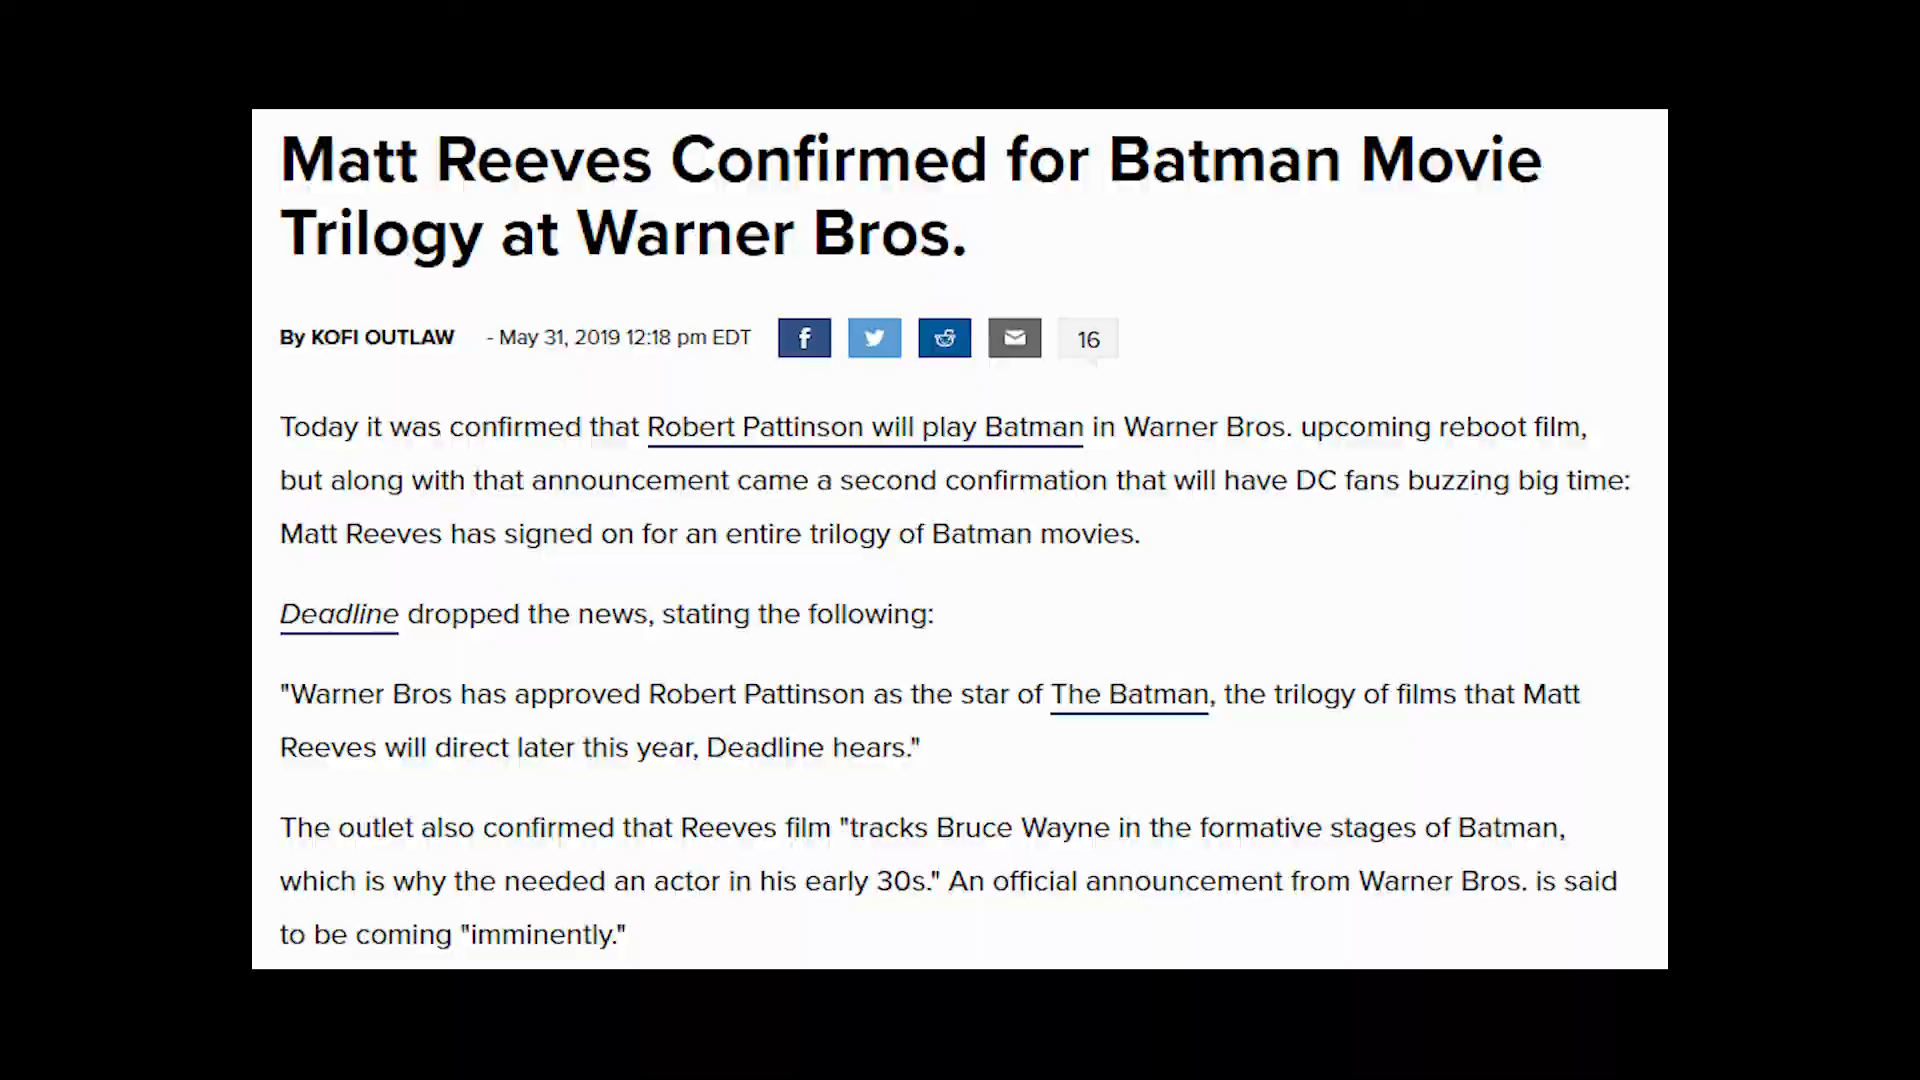 Matt Reeves Confirmed for Batman Movie
Trilogy at Warner Bros.
By KOFI OUTLAW - May 31, 2019 12:18 pm EDT f 16
Today it was confirmed that Robert Pattinson will play Batman in Warner Bros. upcoming reboot film,
but along with that announcement came a second confirmation that will have DC fans buzzing big time:
Matt Reeves has signed on for an entire trilogy of Batman movies.
Deadline dropped the news, stating the following:
"Warner Bros has approved Robert Pattinson as the star of The Batman, the trilogy of films that Matt
Reeves will direct later this year, Deadline hears."
The outlet also confirmed that Reeves film "tracks Bruce Wayne in the formative stages of Batman,
which is why the needed an actor in his early 30s." An official announcement from Warner Bros. is said
to be coming "imminently."